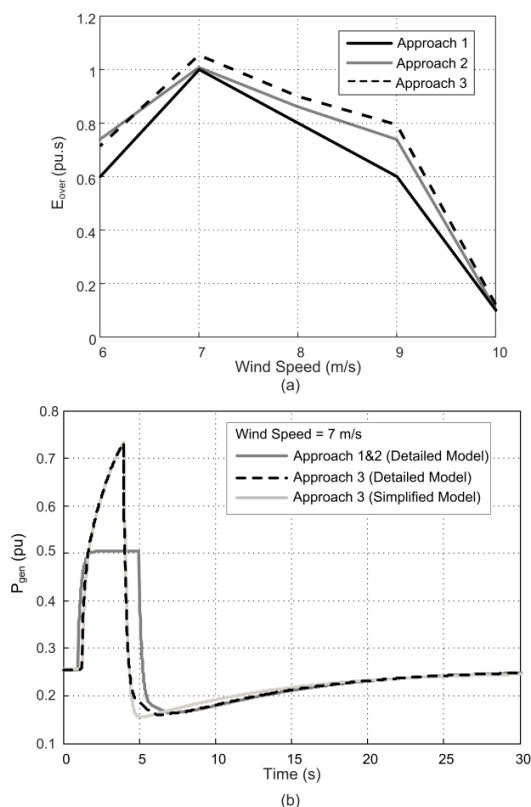 1.2
1
0.8
0.6
0.4
0.2
0
E_over (pu.s)
Approach 1
Approach 2
Approach 3
6 7 8 9 10
Wind Speed (m/s)
(a)
0.8
0.7
0.6
0.5
0.4
0.3
0.2
0.1
P_gen (pu)
Wind Speed = 7 m/s
Approach 1&2 (Detailed Model)
Approach 3 (Detailed Model)
Approach 3 (Simplified Model)
0 5 10 15 20 25 30
Time (s)
(b)